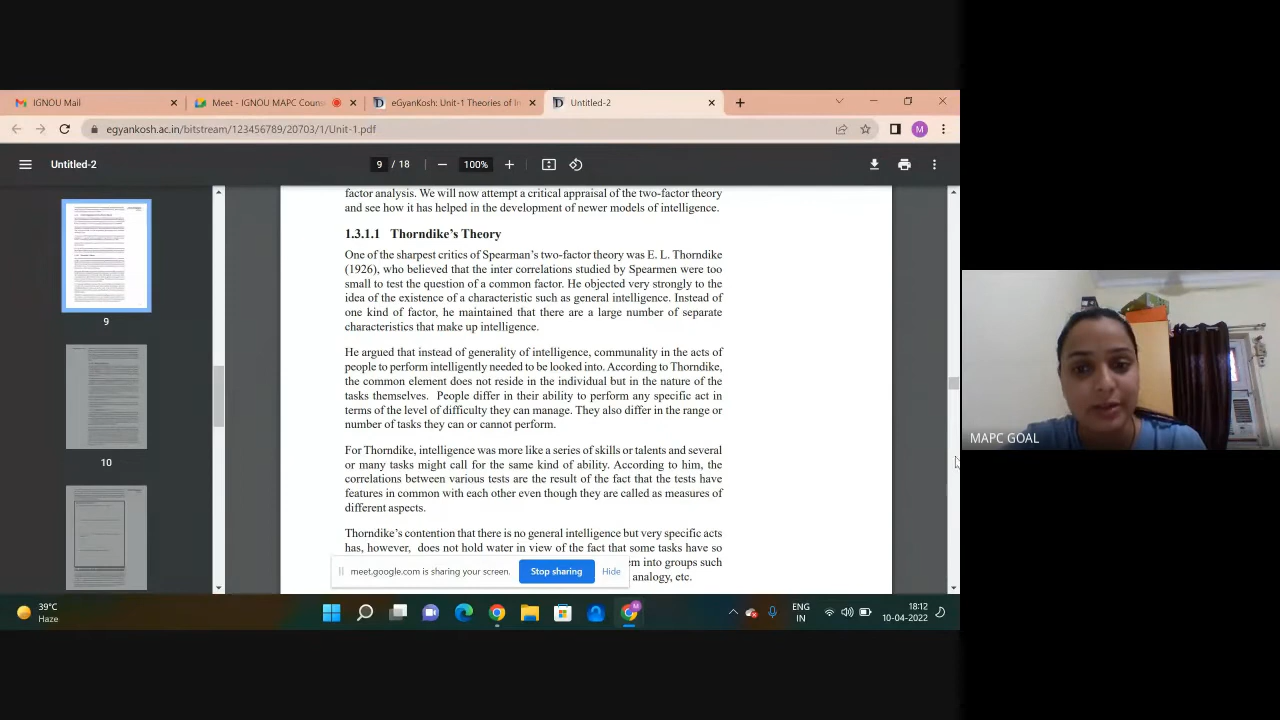 IGNOU Mail
Meet - IGNOU MAPC Couns
eGyanKosh: Unit-1 Theories of In
Untitled-2
egyankosh.ac.in/bitstream/123456789/20703/1/Unit-1.pdf
M
Untitled-2
9 / 18
100%
factor analysis. We will now attempt a critical appraisal of the two-factor theory
and see how it has helped in the development of newer models of intelligence.
1.3.1.1 Thorndike's Theory
One of the sharpest critics of Spearman's two-factor theory was E. L. Thorndike
(1926), who believed that the intercorrelations studied by Spearmen were too
small to rest the question of a common factor. He objected very strongly to the
idea of the existence of a characteristic such as general intelligence. Instead of
one kind of factor, he maintained that there are a large number of separate
characteristics that make up intelligence.
He argued that instead of generality of intelligence, communality in the acts of
people to perform intelligently needed to be looked into. According to Thorndike,
the common element does not reside in the individual but in the nature of the
tasks themselves. People differ in their ability to perform any specific act in
terms of the level of difficulty they can manage. They also differ in the range or
number of tasks they can or cannot perform.
For Thorndike, intelligence was more like a series of skills or talents and several
or many tasks might call for the same kind of ability. According to him, the
correlations between various tests are the result of the fact that the tests have
features in common with each other even though they are called as measures of
different aspects.
Thorndike's contention that there is no general intelligence but very specific acts
has, however, does not hold water in view of the fact that some tasks have so
em into groups such
analogy, etc.
9
10
meet.google.com is sharing your screen.
Stop sharing
Hide
MAPC GOAL
39°C
Haze
M
ENG
IN
18:12
10-04-2022